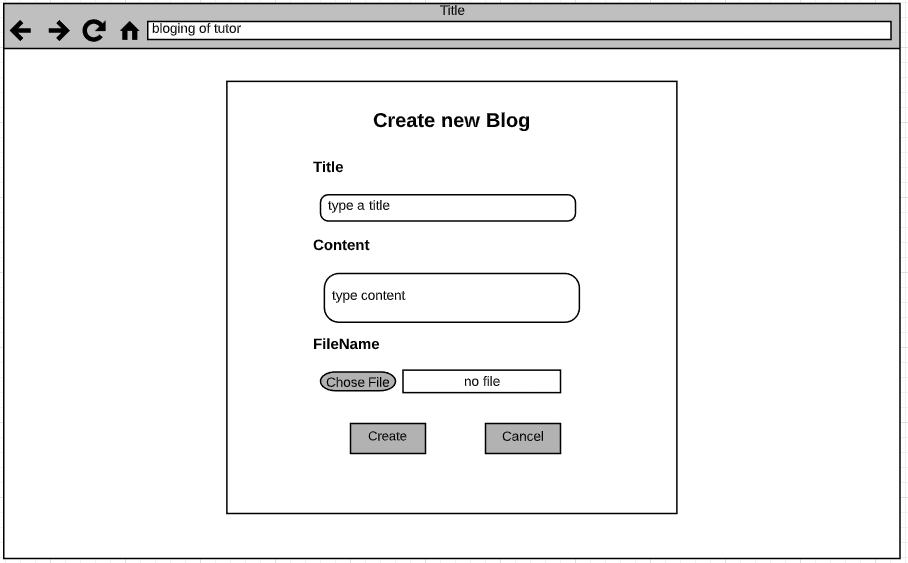 Title
bloging of tutor
Create new Blog
Title
type a title
Content
type content
FileName
Chose File no file
Create Cancel